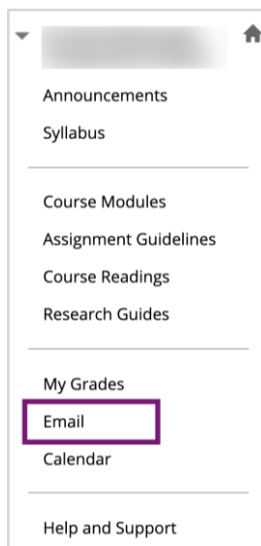 Announcements
Syllabus
Course Modules
Assignment Guidelines
Course Readings
Research Guides
My Grades
Email
Calendar
Help and Support